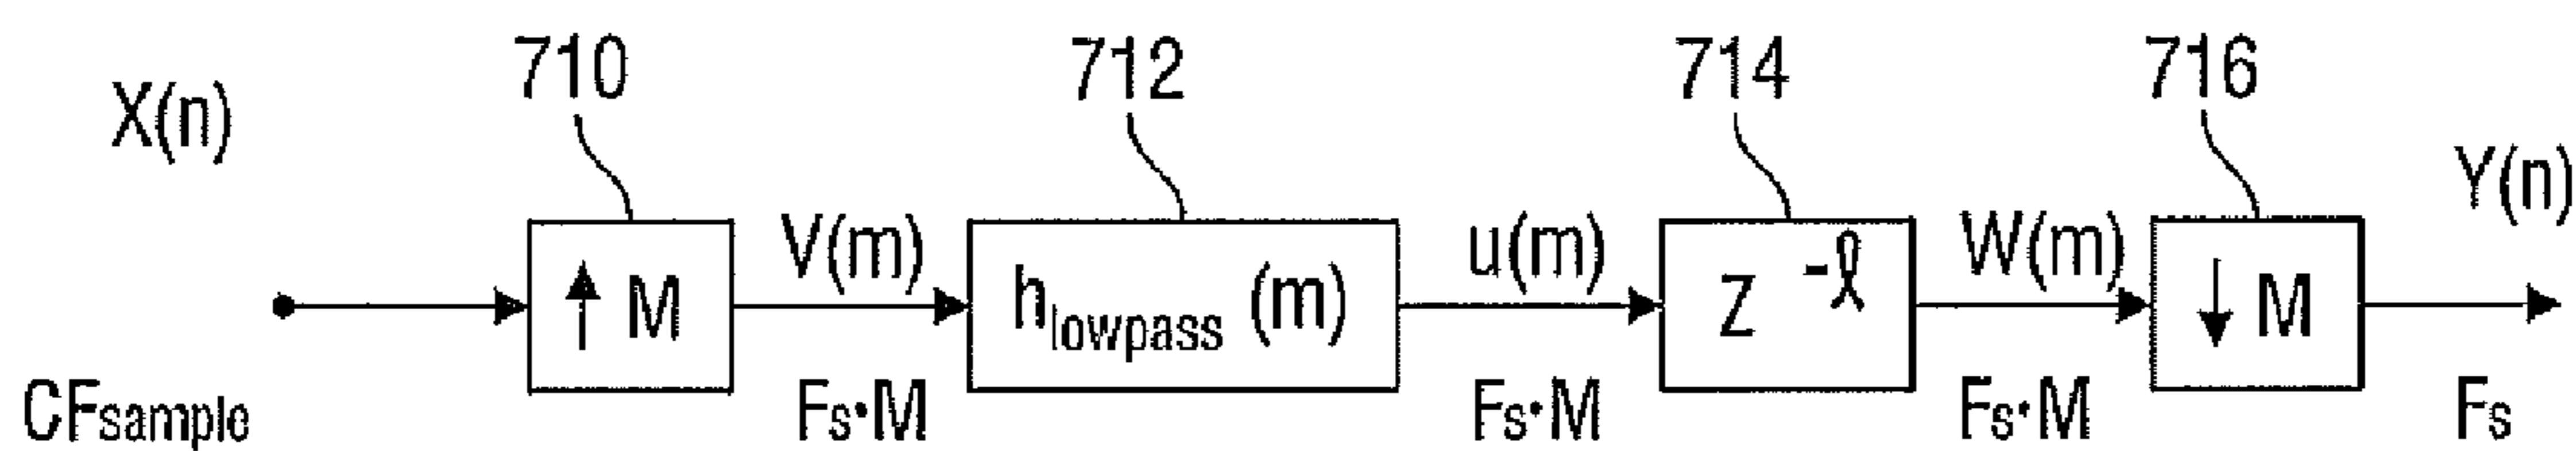 710 712 714 716
X(n) Y(n)
V(m) u(m) W(m)
↑ M h_lowpass (m) Z^-ℓ ↓ M
CFsample Fs·M Fs·M Fs·M Fs